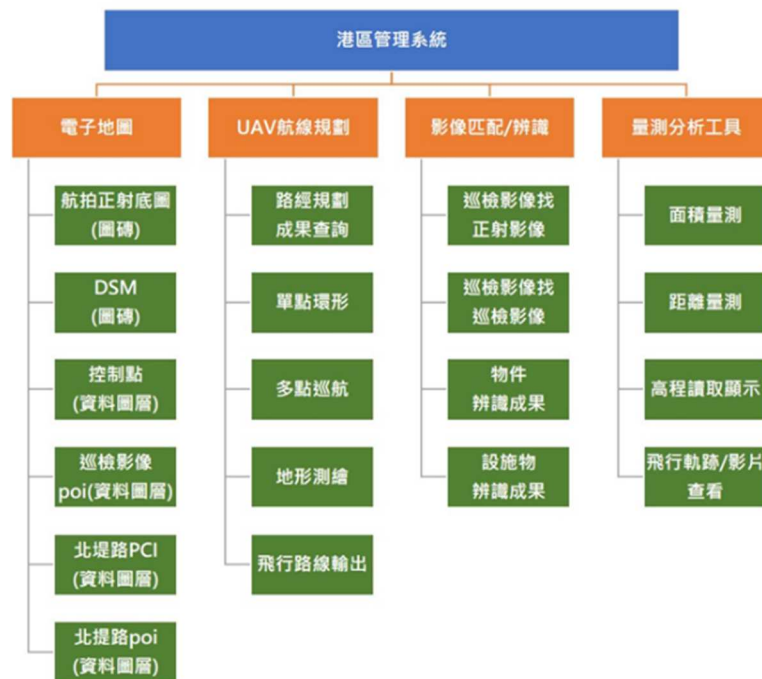 港區管理系統
電子地圖
航拍正射底圖
(圖磚)
DSM
(圖磚)
控制點
(資料圖層)
巡檢影像
poi(資料圖層)
北堤路PCI
(資料圖層)
北提路poi
(資料圖層)
UAV航線規劃
路經規劃
成果查詢
單點環形
多點巡航
地形測繪
飛行路線輸出
影像匹配/辨識
巡檢影像找
正射影像
巡檢影像找
巡檢影像
物件
辨識成果
設施物
辨識成果
量測分析工具
面積量測
距離量測
高程讀取顯示
飛行軌跡/影片
查看